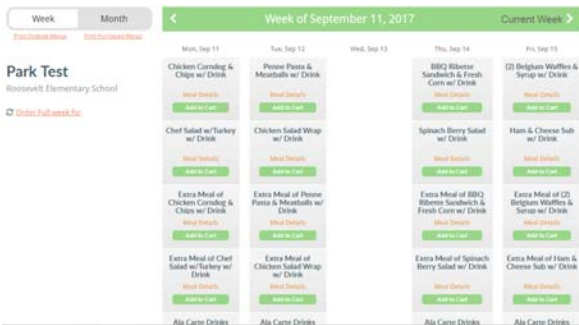 Week Month
Print Ordered Menus Print Purchased Menus
Park Test
Roosevelt Elementary School
Order Full week for
< Week of September 11, 2017 Current Week >
Mon, Sep 11 Tue, Sep 12 Wed, Sep 13 Thu, Sep 14 Fri, Sep 15
Chicken Corndog & Penne Pasta & BBQ Ribette (2) Belgium Waffles &
Chips w/ Drink Meatballs w/ Sandwich & Fresh Syrup w/ Drink
Drink Corn w/ Drink
Meal Details Meal Details Meal Details Meal Details
Add to Cart Add to Cart Add to Cart Add to Cart
Chef Salad w/Turkey Chicken Salad Wrap Spinach Berry Salad Ham & Cheese Sub
w/ Drink w/ Drink w/ Drink w/ Drink
Meal Details Meal Details Meal Details Meal Details
Add to Cart Add to Cart Add to Cart Add to Cart
Extra Meal of Extra Meal of Penne Extra Meal of BBQ Extra Meal of (2)
Chicken Corndog & Pasta & Meatballs w/ Ribette Sandwich & Belgium Waffles &
Chips w/ Drink Drink Fresh Corn w/ Drink Syrup w/ Drink
Meal Details Meal Details Meal Details Meal Details
Add to Cart Add to Cart Add to Cart Add to Cart
Extra Meal of Chef Extra Meal of Extra Meal of Spinach Extra Meal of Ham &
Salad w/Turkey w/ Chicken Salad Wrap Berry Salad w/ Drink Cheese Sub w/ Drink
Drink w/ Drink
Meal Details Meal Details Meal Details Meal Details
Add to Cart Add to Cart Add to Cart Add to Cart
Ala Carte Drinks Ala Carte Drinks Ala Carte Drinks Ala Carte Drinks